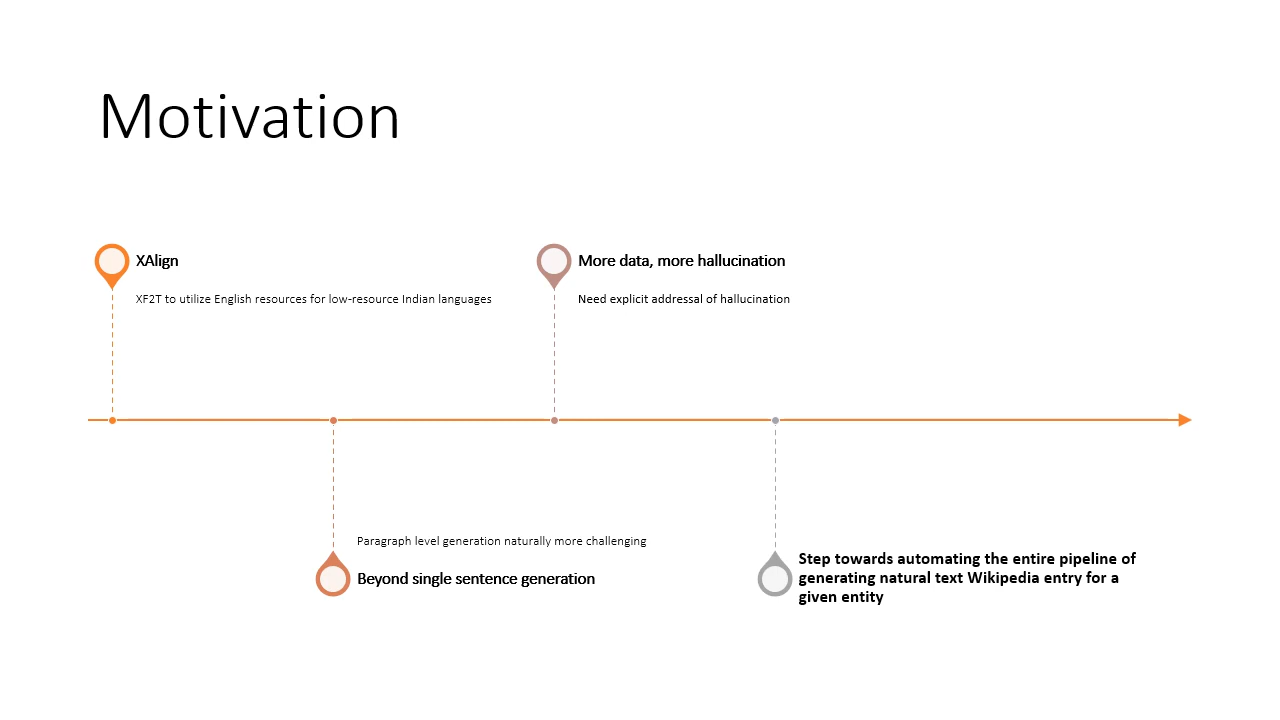 Motivation
XAlign
XF2T to utilize English resources for low-resource Indian languages
More data, more hallucination
Need explicit addressal of hallucination
Paragraph level generation naturally more challenging
Beyond single sentence generation
Step towards automating the entire pipeline of
generating natural text Wikipedia entry for a
given entity